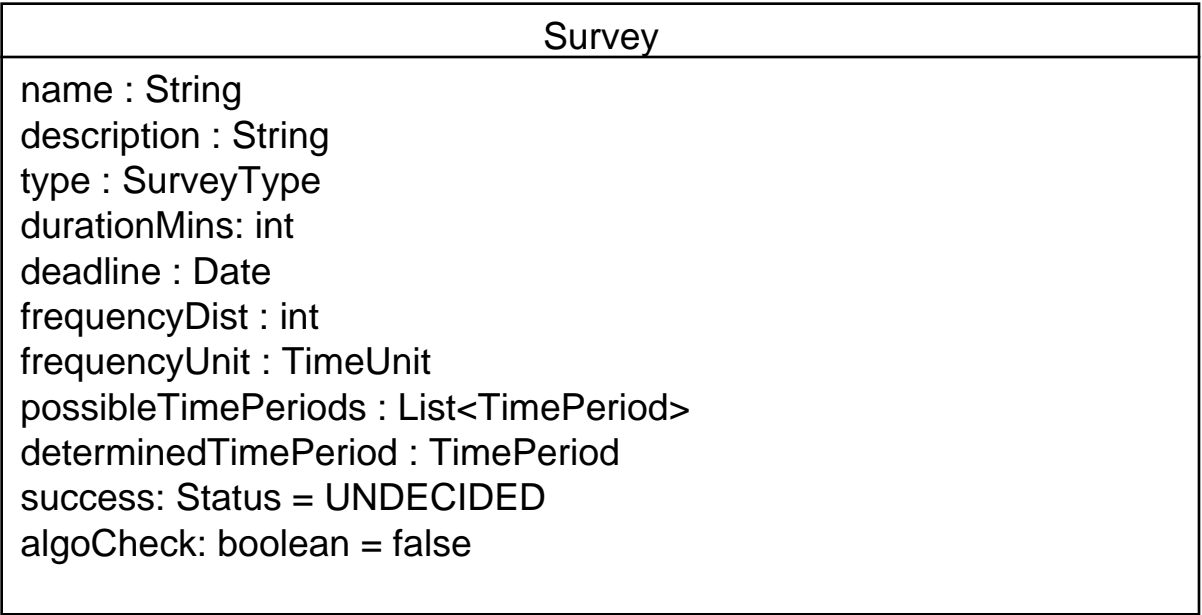 Survey
name : String
description : String
type : SurveyType
durationMins: int
deadline : Date
frequencyDist : int
frequencyUnit : TimeUnit
possibleTimePeriods : List<TimePeriod>
determinedTimePeriod : TimePeriod
success: Status = UNDECIDED
algoCheck: boolean = false